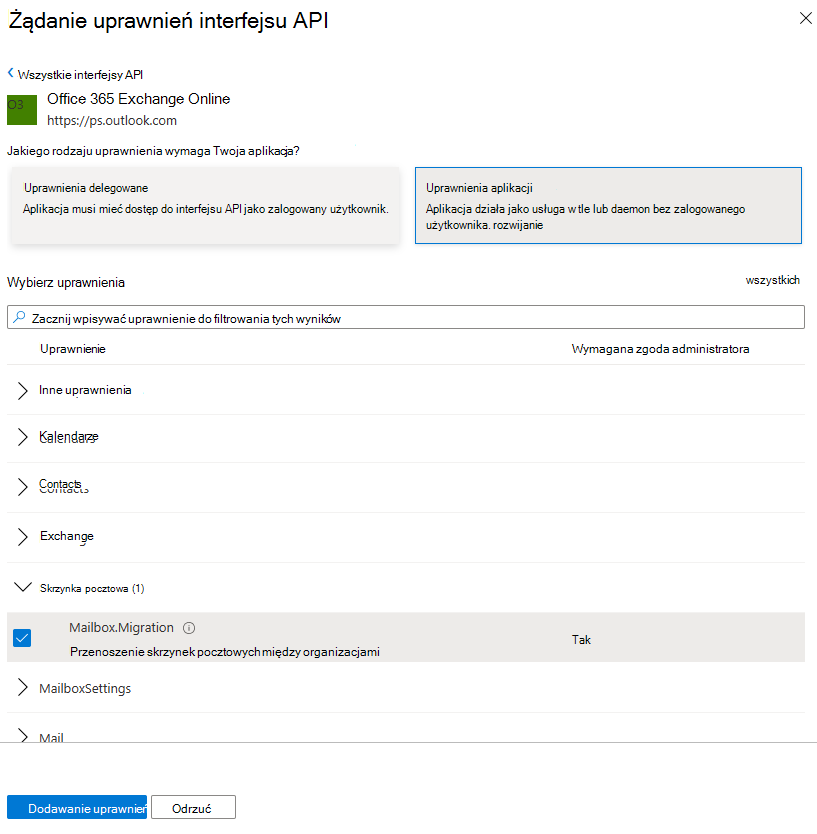 Żądanie uprawnień interfejsu API
Wszystkie interfejsy API
O3
Office 365 Exchange Online
https://ps.outlook.com
Jakiego rodzaju uprawnienia wymaga Twoja aplikacja?
Uprawnienia delegowane
Aplikacja musi mieć dostęp do interfejsu API jako zalogowany użytkownik.
Uprawnienia aplikacji
Aplikacja działa jako usługa w tle lub daemon bez zalogowanego
użytkownika. rozwijanie
Wybierz uprawnienia
wszystkich
Zacznij wpisywać uprawnienie do filtrowania tych wyników
Uprawnienie Wymagana zgoda administratora
Inne uprawnienia
Kalendarze
Contacts
Exchange
Skrzynka pocztowa (1)
Mailbox.Migration
Przenoszenie skrzynek pocztowych między organizacjami
Tak
MailboxSettings
Mail
Dodawanie uprawnień
Odrzuć